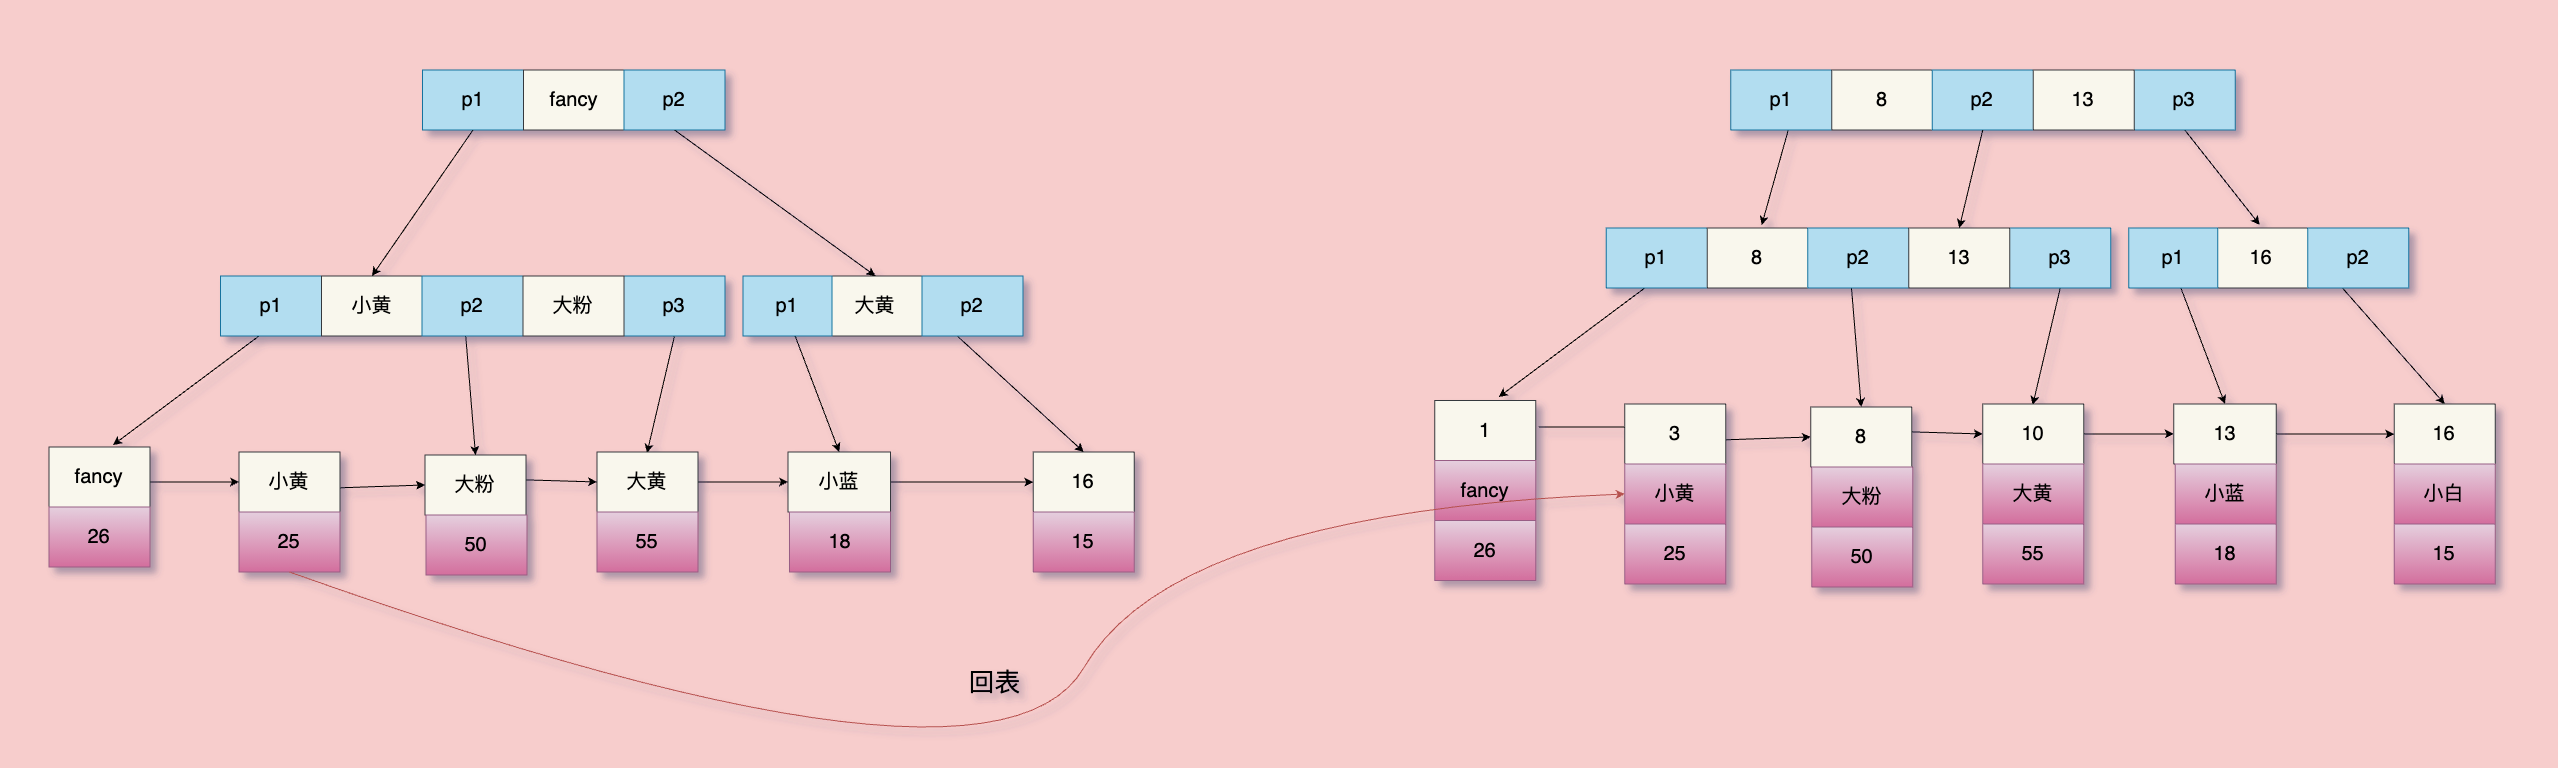 p1 fancy p2
p1 8 p2 13 p3
p1 8 p2 13 p3
p1 16 p2
p1 小黄 p2 大粉 p3
p1 大黄 p2
fancy 小黄 大粉 大黄 小蓝 16
26 25 50 55 18 15
1 3 8 10 13 16
fancy 小黄 大粉 大黄 小蓝 小白
26 25 50 55 18 15
回表